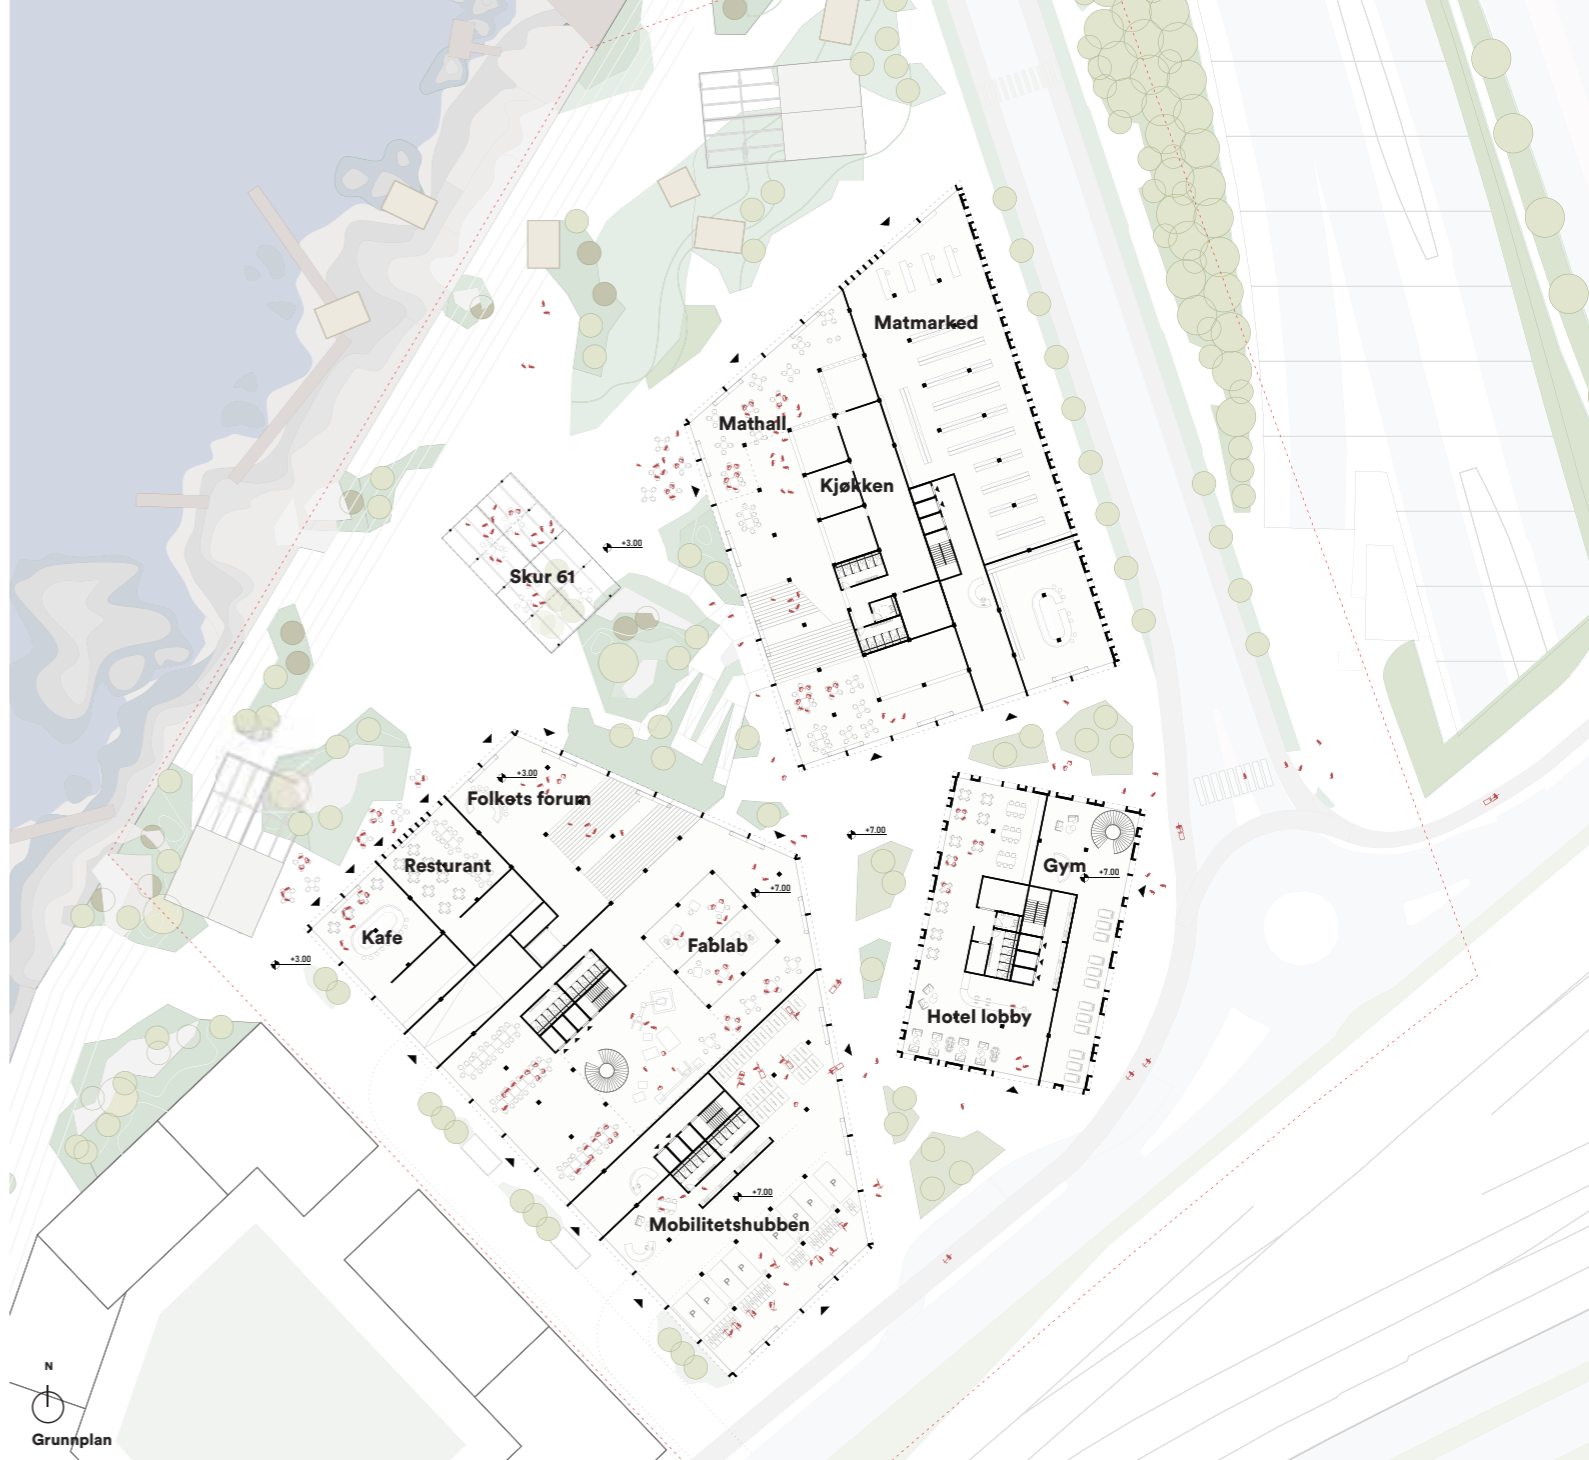 Matmarked
Mathall
Kjøkken
+3.00
Skur 61
+3.00
Folkets forum
+7.00
Resturant
Gym
+7.00
+7.00
Kafe
Fablab
+3.00
Hotel lobby
+7.00
P
P
P
P
Mobilitetshubben
P
P
P
P
N
Grunnplan